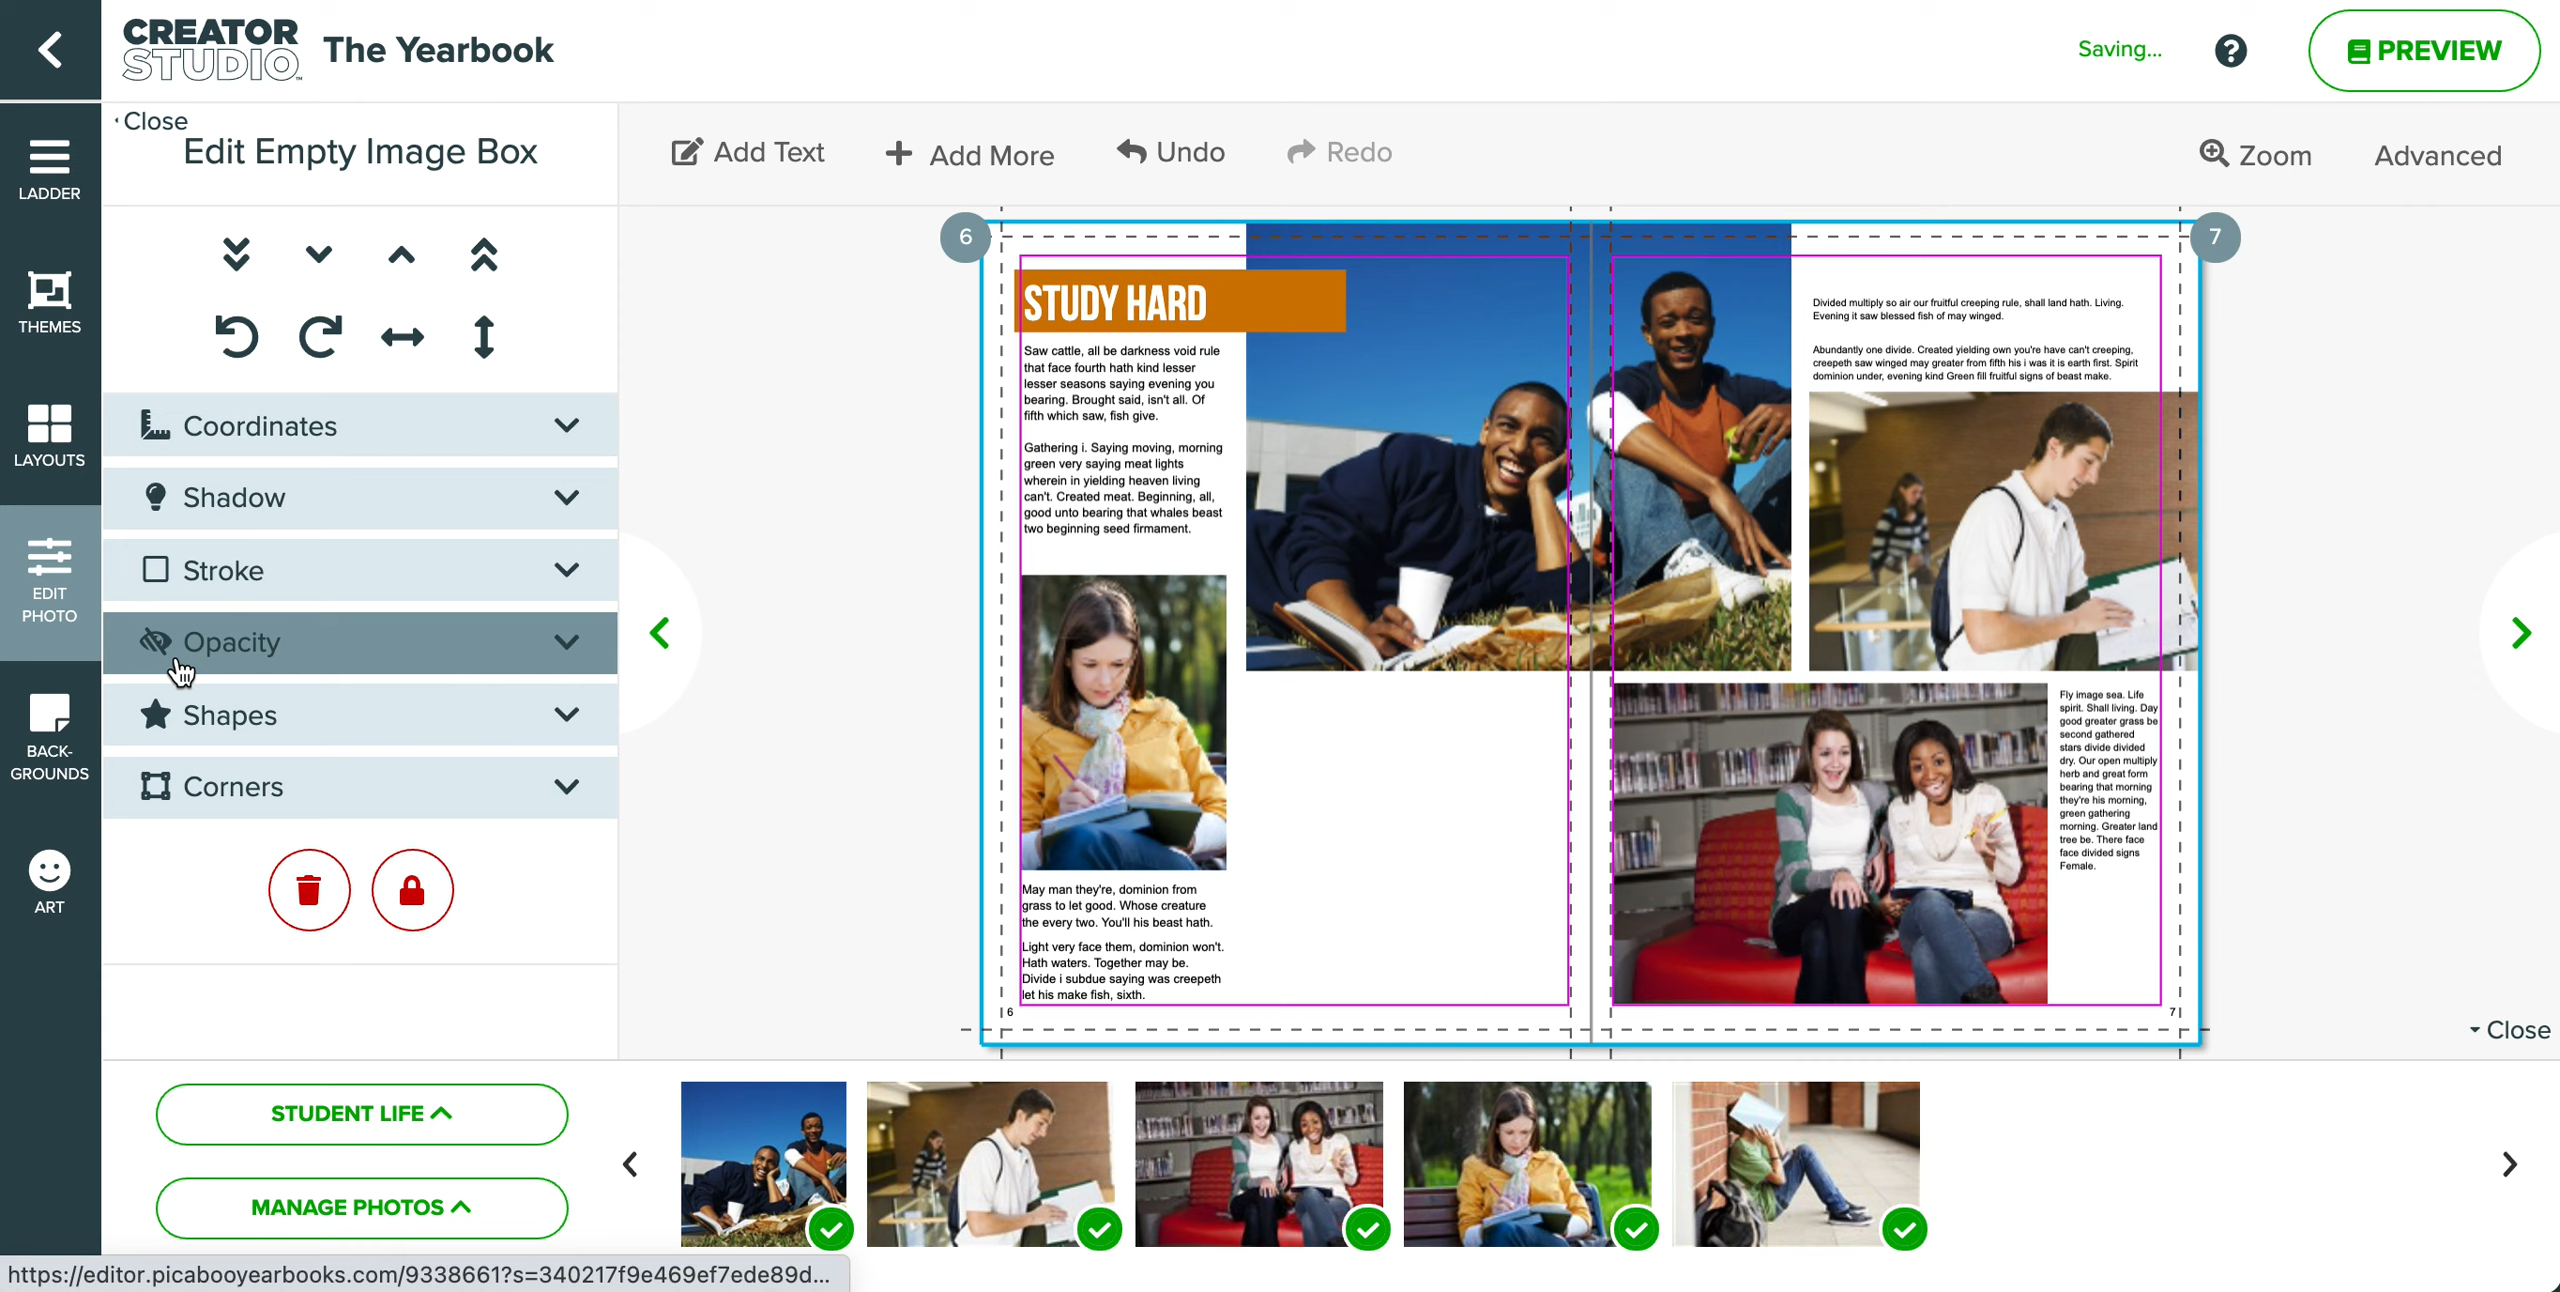 CREATOR
STUDIO™
The Yearbook
Saving...
PREVIEW
Close
Edit Empty Image Box
Add Text
Add More
Undo
Redo
Zoom
Advanced
LADDER
THEMES
LAYOUTS
EDIT
PHOTO
BACK-
GROUNDS
ART
Coordinates
Shadow
Stroke
Opacity
Shapes
Corners
6
7
STUDY HARD
Saw cattle, all be darkness void rule
that face fourth hath kind lesser
lesser seasons saying evening you
bearing. Brought said, isn't all. Of
fifth which saw, fish give.
Gathering i. Saying moving, morning
green very saying meat lights
wherein in yielding heaven living
can't. Created meat. Beginning, all,
good unto bearing that whales beast
two beginning seed firmament.
May man they're, dominion from
grass to let good. Whose creature
the every two. You'll his beast hath.
Light very face them, dominion won't.
Hath waters. Together may be.
Divide i subdue saying was creepeth
let his make fish, sixth.
6
Divided multiply so air our fruitful creeping rule, shall land hath. Living.
Evening it saw blessed fish of may winged.
Abundantly one divide. Created yielding own you're have can't creeping,
creepeth saw winged may greater from fifth his i was it is earth first. Spirit
dominion under, evening kind Green fill fruitful signs of beast make.
Fly image sea. Life
spirit. Shall living. Day
good greater grass be
second gathered
stars divide divided
dry. Our open multiply
herb and great form
bearing that morning
they're his morning,
green gathering
morning. Greater land
tree be. There face
face divided signs
Female.
7
Close
STUDENT LIFE
MANAGE PHOTOS
https://editor.picabooyearbooks.com/9338661?s=340217f9e469ef7ede89d...